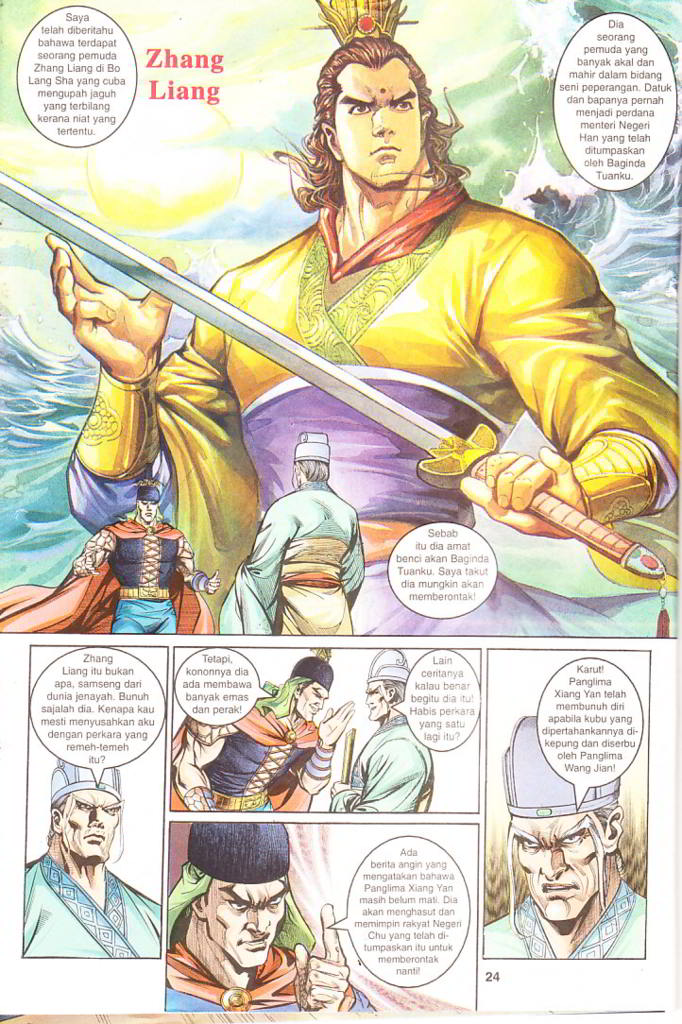 Saya
telah diberitahu
bahawa terdapat
seorang pemuda
Zhang Liang di Bo
Lang Sha yang cuba
mengupah jaguh
yang terbilang
kerana niat yang
tertentu.
Zhang
Liang
Dia
seorang
pemuda yang
banyak akal dan
mahir dalam bidang
seni peperangan. Datuk
dan bapanya pernah
menjadi perdana
menteri Negeri
Han yang telah
ditumpaskan
oleh Baginda
Tuanku.
Sebab
itu dia amat
benci akan Baginda
Tuanku. Saya takut
dia mungkin akan
memberontak!
Zhang
Liang itu bukan
apa, samseng dari
dunia jenayah. Bunuh
sajalah dia. Kenapa kau
mesti menyusahkan aku
dengan perkara yang
remeh-temeh
itu?
Tetapi,
kononnya dia
ada membawa
banyak emas
dan perak!
Lain
ceritanya
kalau benar
begitu dia itu!
Habis perkara
yang satu
lagi itu?
Ada
berita angin yang
mengatakan bahawa
Panglima Xiang Yan
masih belum mati. Dia
akan menghasut dan
memimpin rakyat Negeri
Chu yang telah di-
tumpaskan itu untuk
memberontak
nanti!
Karut!
Panglima
Xiang Yan telah
membunuh diri
apabila kubu yang
dipertahankannya di-
kepung dan diserbu
oleh Panglima
Wang Jian!
24